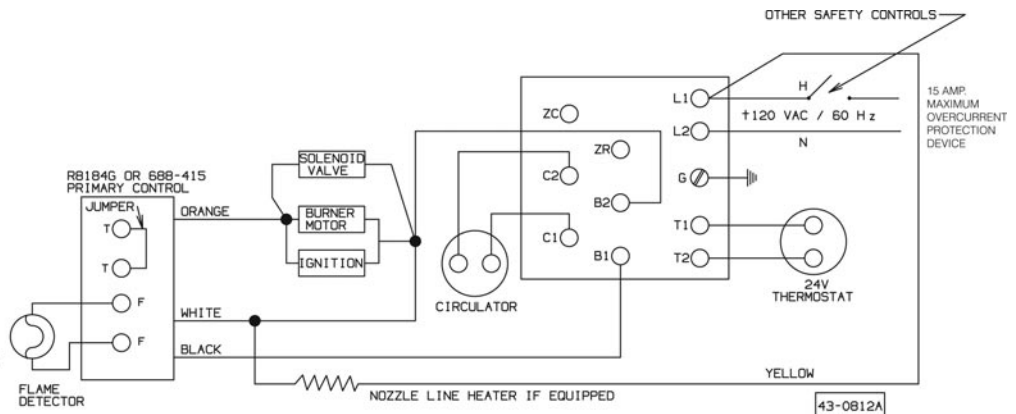 OTHER SAFETY CONTROLS
H
L1
†120 VAC / 60 Hz
15 AMP.
MAXIMUM
OVERCURRENT
PROTECTION
DEVICE
ZC
L2
N
SOLENOID
VALVE
ZR
R8184G OR 688-415
PRIMARY CONTROL
C2
G
JUMPER
ORANGE
BURNER
MOTOR
B2
T
T1
C1
IGNITION
B1
T2
T
24V
THERMOSTAT
CIRCULATOR
F
WHITE
F
BLACK
YELLOW
FLAME
DETECTOR
NOZZLE LINE HEATER IF EQUIPPED
43-0812A